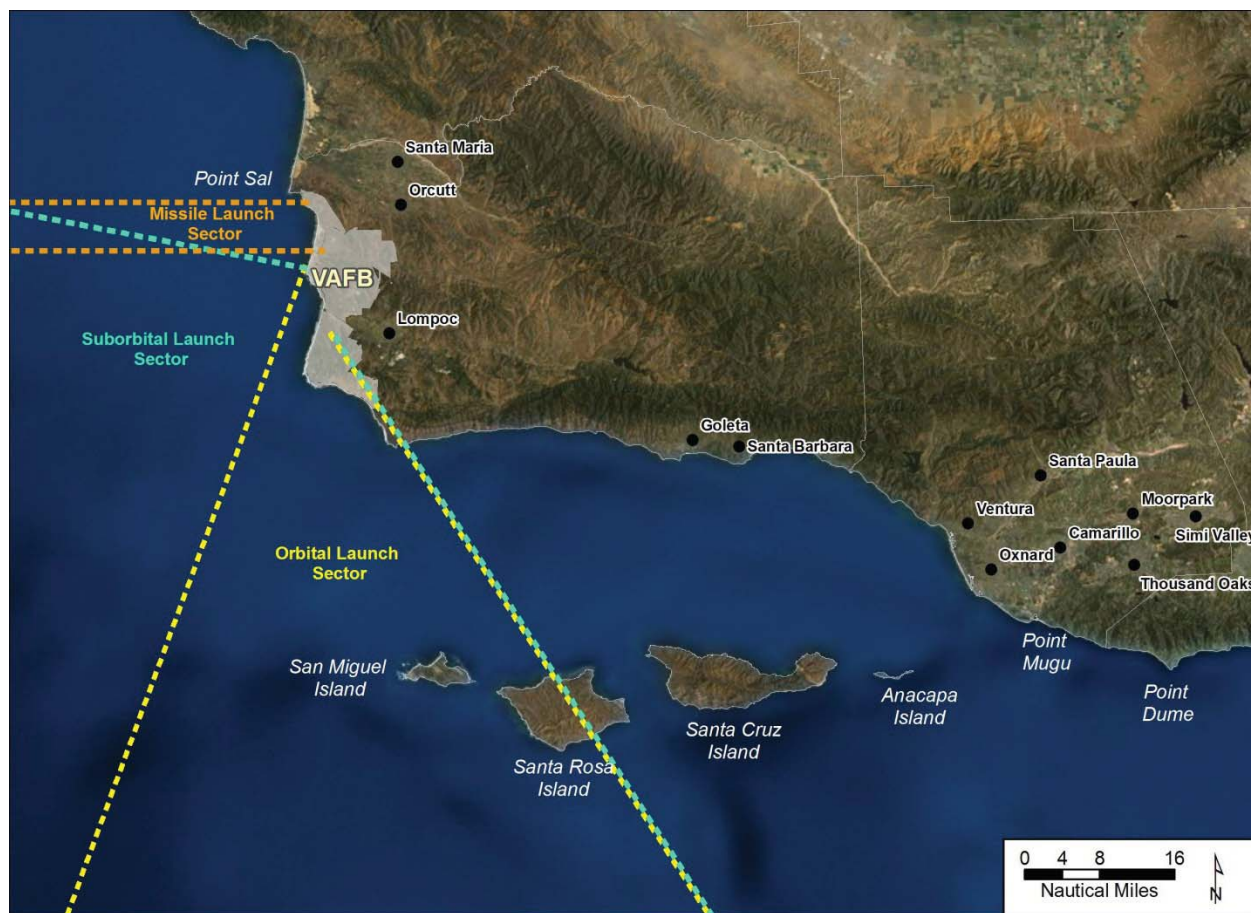 Santa Maria
Point Sal
Orcutt
Missile Launch
Sector
VAFB
Lompoc
Suborbital Launch
Sector
Goleta
Santa Barbara
Santa Paula
Moorpark
Ventura
Camarillo
Simi Valley
Orbital Launch
Sector
Oxnard
Thousand Oaks
San Miguel
Island
Point
Mugu
Anacapa
Island
Point
Dume
Santa Cruz
Island
Santa Rosa
Island
0 4 8 16
Nautical Miles
N